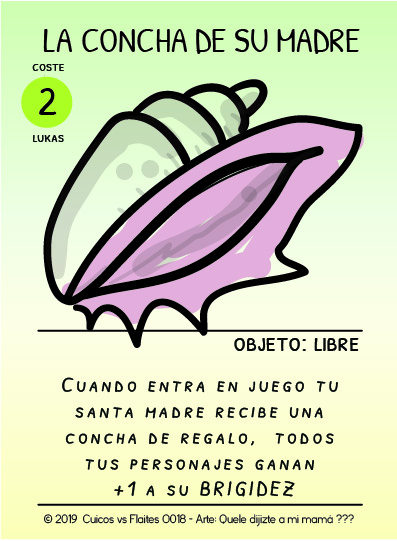 LA CONCHA DE SU MADRE
COSTE
2
LUKAS
OBJETO: LIBRE
CUANDO ENTRA EN JUEGO TU
SANTA MADRE RECIBE UNA
CONCHA DE REGALO, TODOS
TUS PERSONAJES GANAN
+1 A SU BRIGIDEZ
© 2019 Cuicos vs Flaites 0018 - Arte: Quele dijizte a mi mamá ???